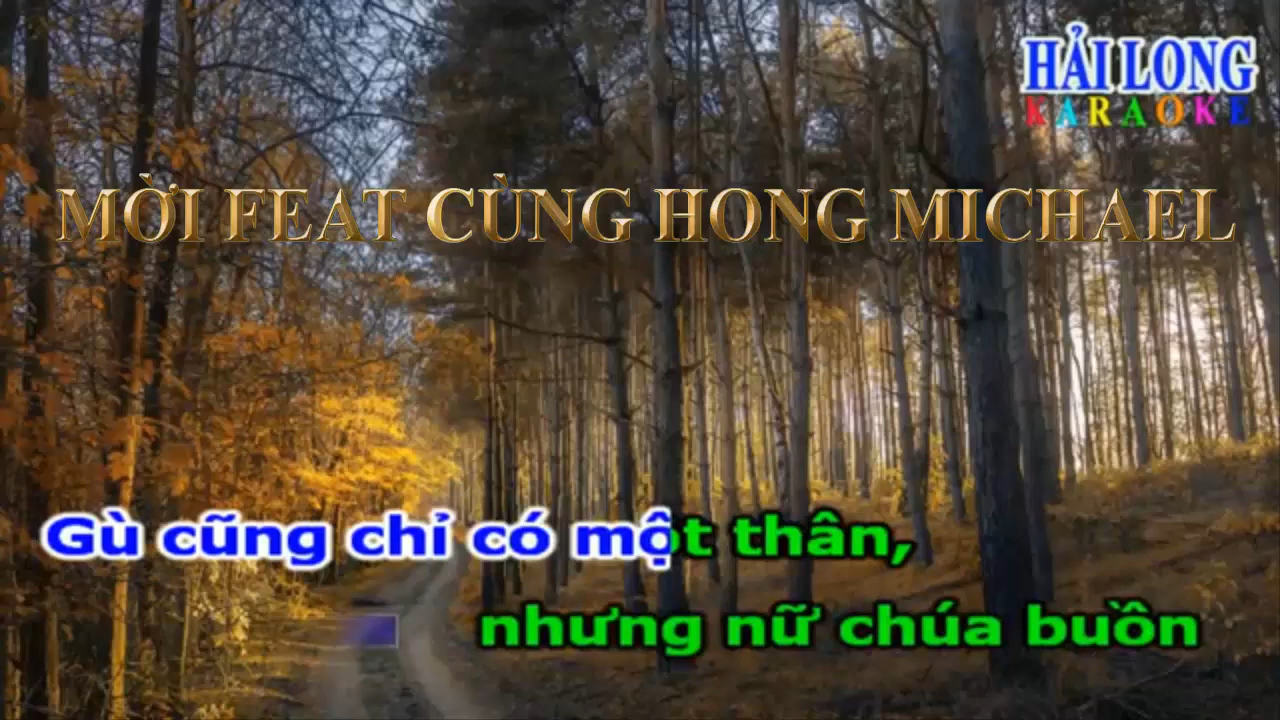 HẢI LONG
KARAOKE
MỜI FEAT CÙNG HONG MICHAEL
Gù cũng chỉ có một thân,
nhưng nữ chúa buồn